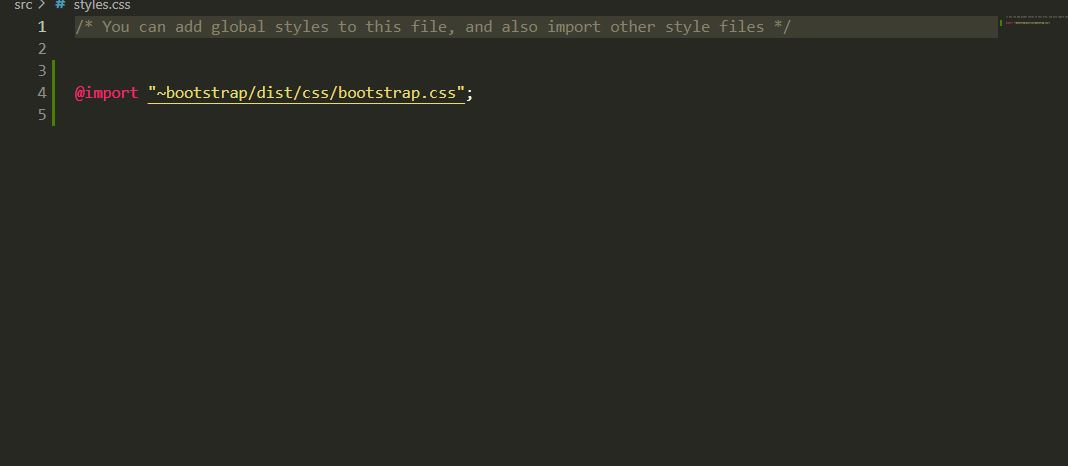 src > # styles.css
1 /* You can add global styles to this file, and also import other style files */
2
3
4 @import "~bootstrap/dist/css/bootstrap.css";
5